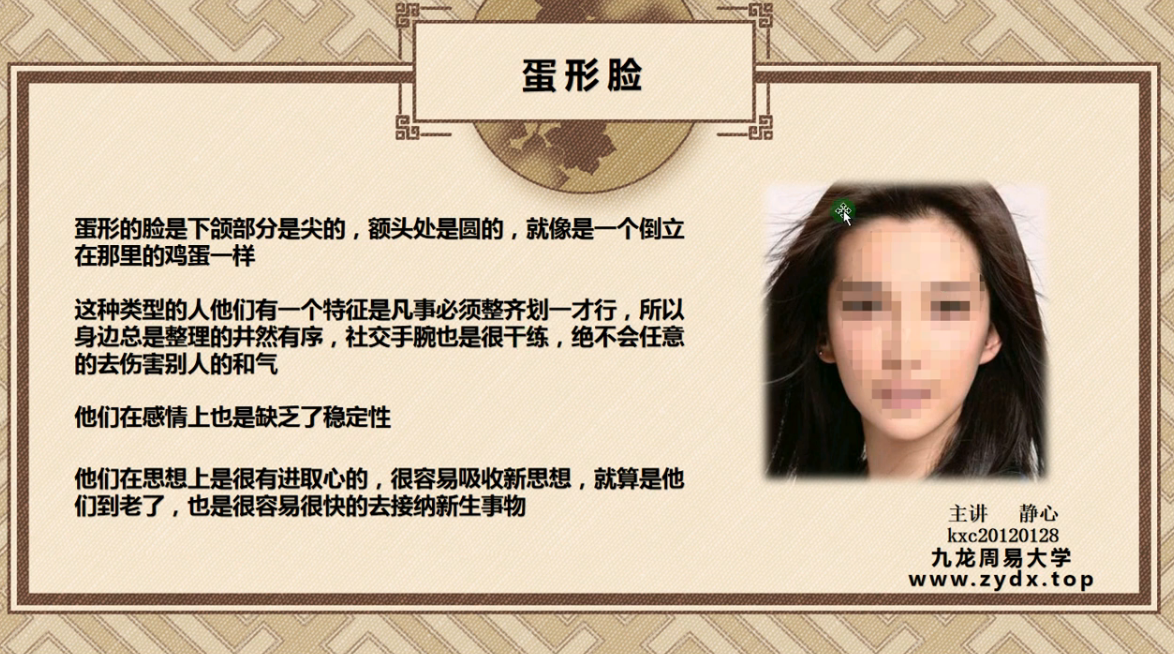 蛋形脸
蛋形的脸是下颌部分是尖的，额头处是圆的，就像是一个倒立
在那里的鸡蛋一样
这种类型的人他们有一个特征是凡事必须整齐划一才行，所以
身边总是整理的井然有序，社交手腕也是很干练，绝不会任意
的去伤害别人的和气
他们在感情上也是缺乏了稳定性
他们在思想上是很有进取心的，很容易吸收新思想，就算是他
们到老了，也是很容易很快的去接纳新生事物
主讲 静心
kxc20120128
九龙周易大学
www.zydx.top